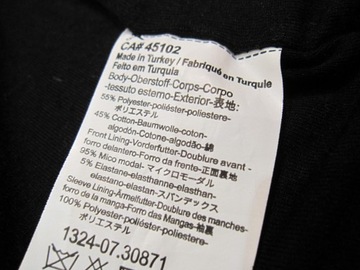 CA# 45102
Made in Turkey / Fabriqué en Turquie
Feito em Turquia
Body-Oberstoff-Corps-Corpo
-tessuto esterno-Exterior-表地:
55% Polyester-poliéster-poliestere-
ポリエステル
45% Cotton-Baumwolle-coton-
algodón-Cotone-algodão-綿
Front Lining-Vorderfutter-Doublure avant -
forro delantero-Forro da frente-正面裏地
95% Mico modal-マイクロモーダル
5% Elastane-elasthanne-elasthan-
elastano-elastan-スパンデックス
Sleeve Lining-Ärmelfutter-Doublure des manches-
forro de la manga-Forro das Mangas-袖裏
100% Polyester-poliéster-poliestere-
ポリエステル
1324-07.30871